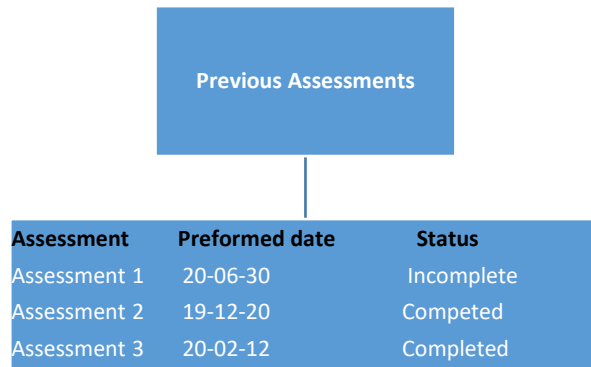 Previous Assessments
Assessment Preformed date Status
Assessment 1 20-06-30 Incomplete
Assessment 2 19-12-20 Competed
Assessment 3 20-02-12 Completed